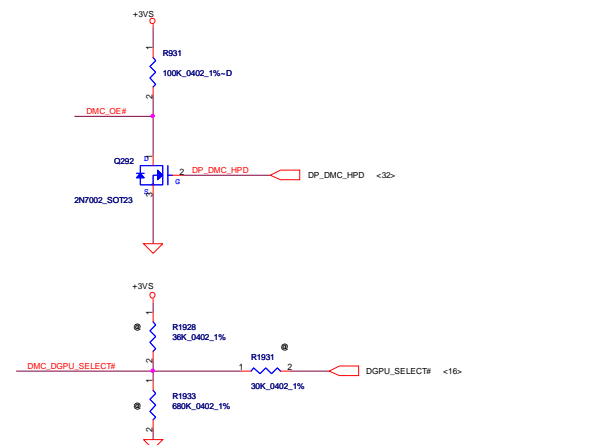 +3VS
1
R931
100K_0402_1%~D
2
DMC_OE#
Q292
D
1
2
DP_DMC_HPD
G
DP_DMC_HPD <32>
S
3
2N7002_SOT23
+3VS
1
@
R1928
36K_0402_1%
2
@
R1931
DMC_DGPU_SELECT#
1
2
DGPU_SELECT# <16>
30K_0402_1%
1
@
R1933
680K_0402_1%
2